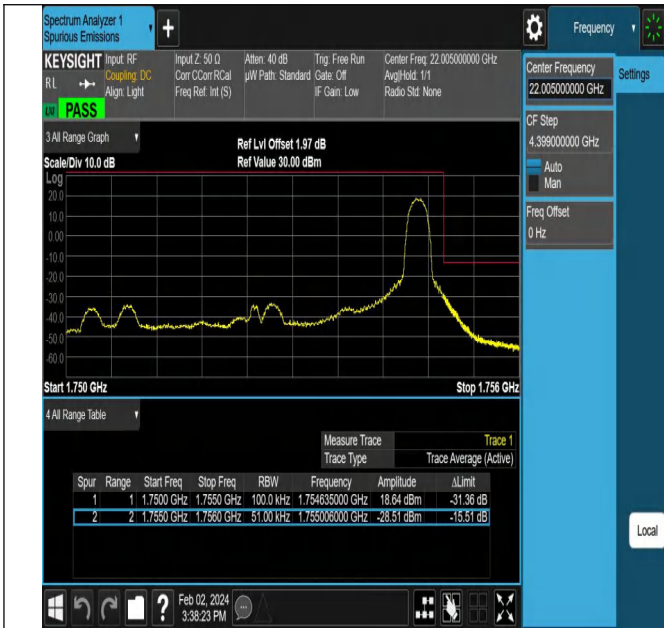 Spectrum Analyzer 1
Spurious Emissions
Frequency
KEYSIGHT Input: RF Input Z: 50 Ω Atten: 40 dB Trig: Free Run Center Freq: 22.005000000 GHz
RL Coupling: DC Corr CCorr RCal µW Path: Standard Gate: Off Avg|Hold: 1/1
Align: Light Freq Ref: Int (S) IF Gain: Low Radio Std: None
PASS
Center Frequency
22.005000000 GHz
Settings
CF Step
4.399000000 GHz
Auto
Man
Freq Offset
0 Hz
3 All Range Graph
Ref Lvl Offset 1.97 dB
Scale/Div 10.0 dB Ref Value 30.00 dBm
Log
20.0
10.0
0.00
-10.0
-20.0
-30.0
-40.0
-50.0
-60.0
Start 1.750 GHz Stop 1.756 GHz
4 All Range Table
Measure Trace Trace 1
Trace Type Trace Average (Active)
Spur Range Start Freq Stop Freq RBW Frequency Amplitude ΔLimit
1 1 1.7500 GHz 1.7550 GHz 100.0 kHz 1.754635000 GHz 18.64 dBm -31.36 dB
2 2 1.7550 GHz 1.7560 GHz 51.00 kHz 1.755006000 GHz -28.51 dBm -15.51 dB
Local
Feb 02, 2024
3:38:23 PM